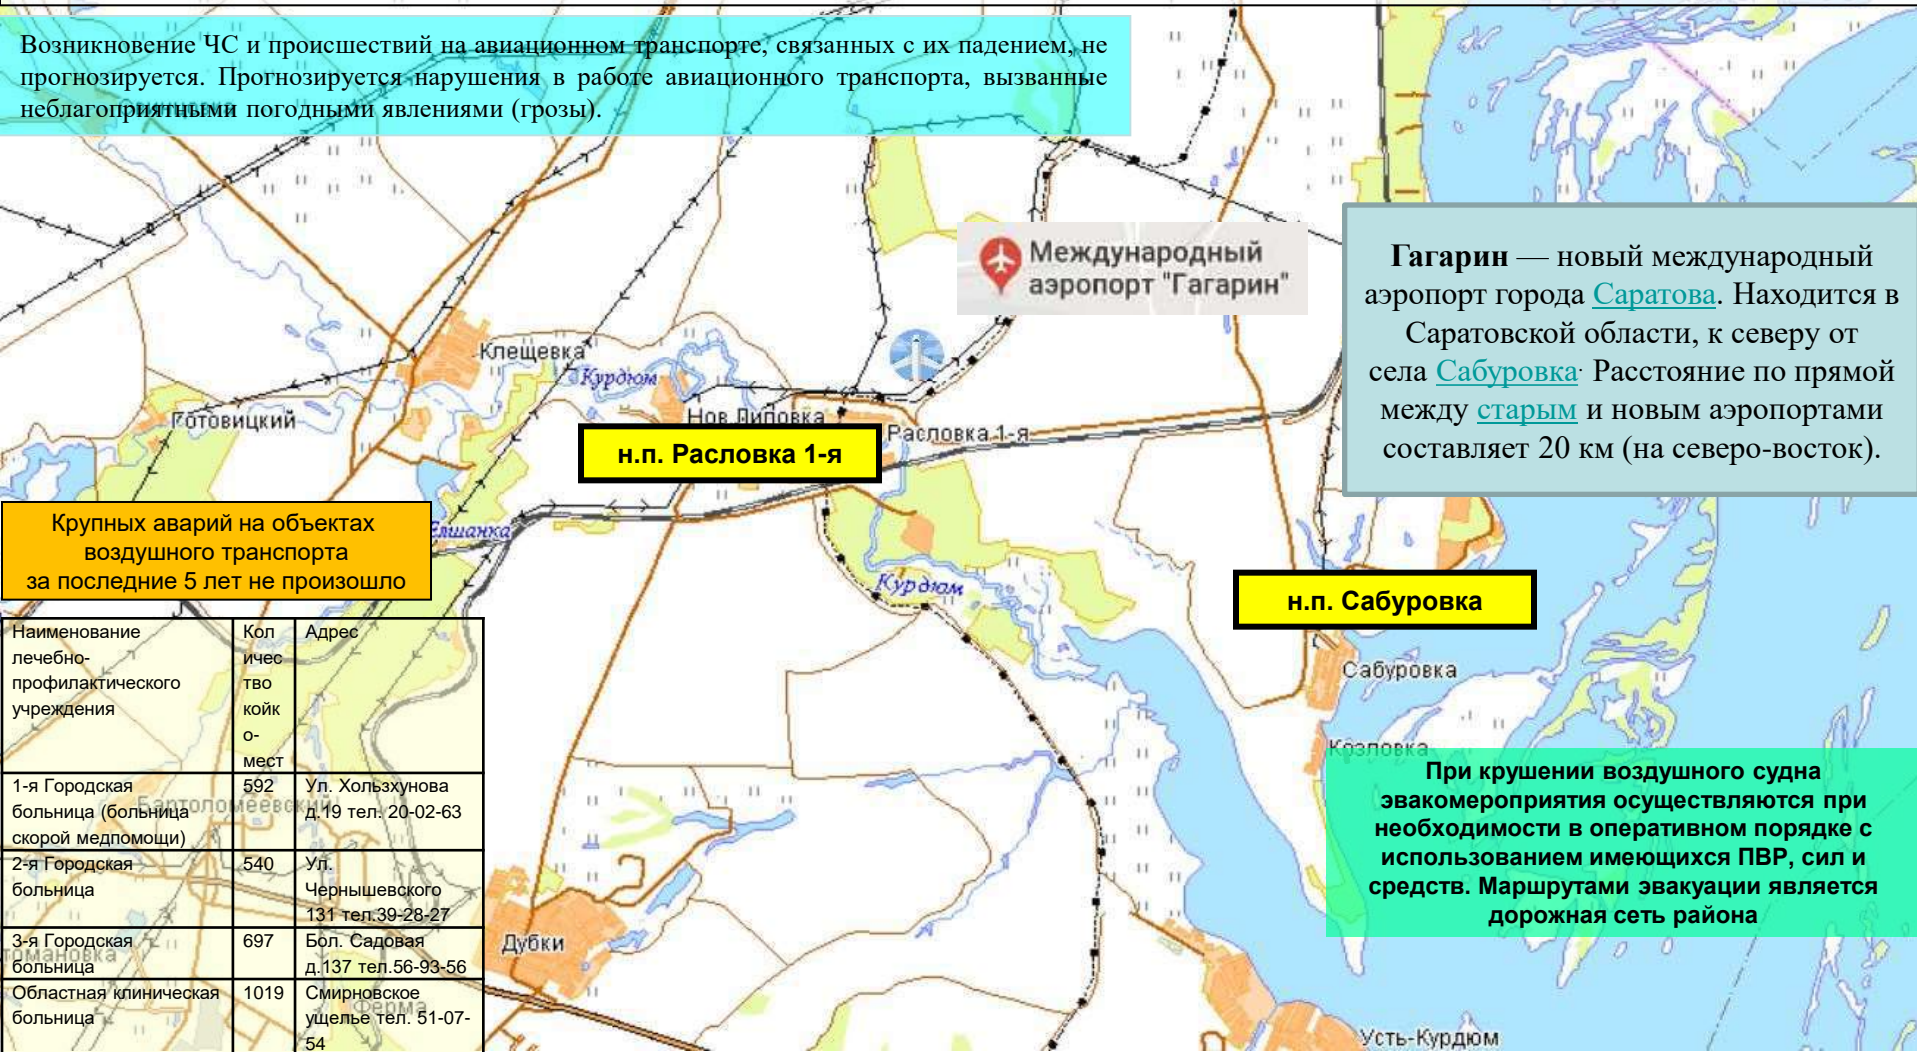 Возникновение ЧС и происшествий на авиационном транспорте, связанных с их падением, не
прогнозируется. Прогнозируется нарушения в работе авиационного транспорта, вызванные
неблагоприятными погодными явлениями (грозы).
Международный
аэропорт "Гагарин"
Гагарин — новый международный
аэропорт города Саратова. Находится в
Саратовской области, к северу от
села Сабуровка. Расстояние по прямой
между старым и новым аэропортами
составляет 20 км (на северо-восток).
Клещевка
Курдюм
Готовицкий
Нов.Липовка
Расловка 1-я
н.п. Расловка 1-я
Елшанка
Крупных аварий на объектах
воздушного транспорта
за последние 5 лет не произошло
Курдюм
н.п. Сабуровка
Сабуровка
Козловка
При крушении воздушного судна
эвакомероприятия осуществляются при
необходимости в оперативном порядке с
использованием имеющихся ПВР, сил и
средств. Маршрутами эвакуации является
дорожная сеть района
Наименование
лечебно-
профилактического
учреждения
Кол
ичес
тво
койк
о-
мест
Адрес
1-я Городская
больница (больница
скорой медпомощи)
592
Ул. Хользхунова
д.19 тел. 20-02-63
Бартоломеевский
2-я Городская
больница
540
Ул.
Чернышевского
131 тел.39-28-27
3-я Городская
больница
697
Бол. Садовая
д.137 тел.56-93-56
Областная клиническая
больница
1019
Смирновское
ущелье тел. 51-07-
54
Ферма
Дубки
Усть-Курдюм